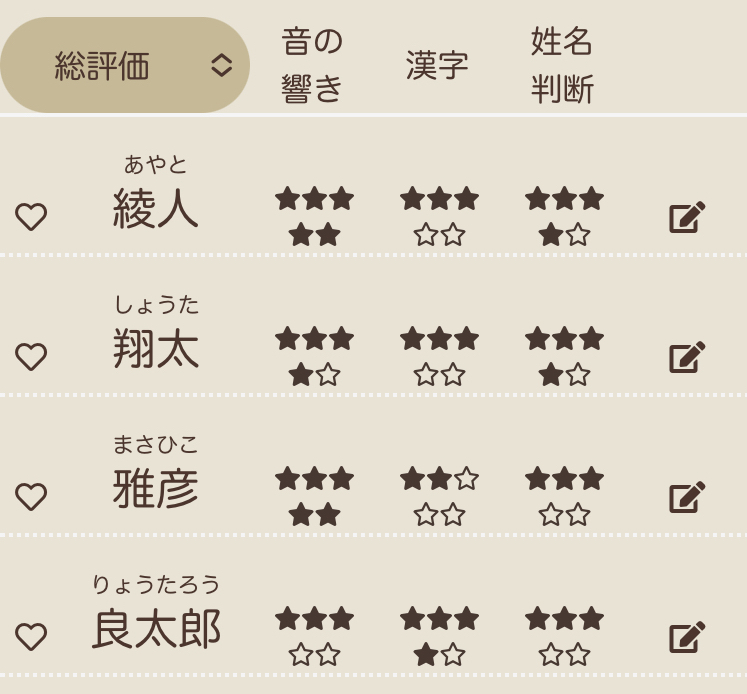 総評価
音の
響き
漢字
姓名
判断
あやと
綾人
★★★
★★
★★★
☆☆
★★★
★☆
しょうた
翔太
★★★
★☆
★★★
☆☆
★★★
★☆
まさひこ
雅彦
★★★
★★
★★☆
☆☆
★★★
☆☆
りょうたろう
良太郎
★★★
☆☆
★★★
★☆
★★★
☆☆